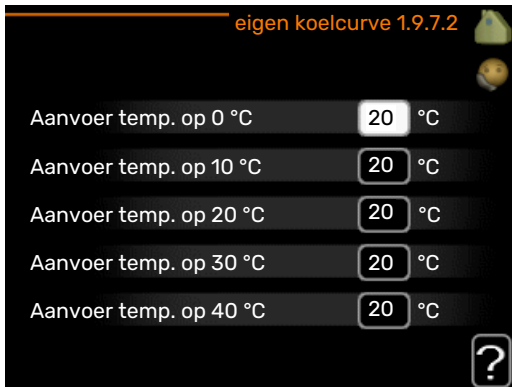 eigen koelcurve 1.9.7.2
Aanvoer temp. op 0 °C 20 °C
Aanvoer temp. op 10 °C 20 °C
Aanvoer temp. op 20 °C 20 °C
Aanvoer temp. op 30 °C 20 °C
Aanvoer temp. op 40 °C 20 °C
?